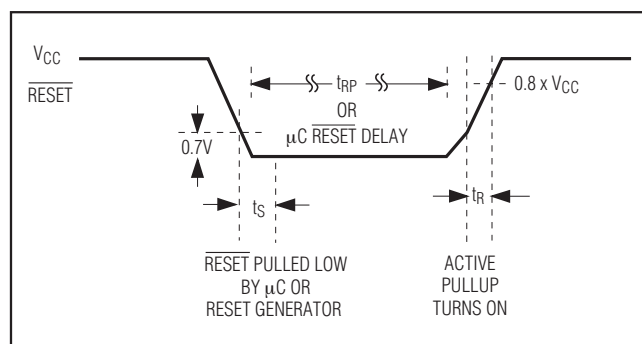 VCC
RESET
tRP
OR
μC RESET DELAY
0.8 x VCC
0.7V
tS
tR
RESET PULLED LOW
BY μC OR
RESET GENERATOR
ACTIVE
PULLUP
TURNS ON